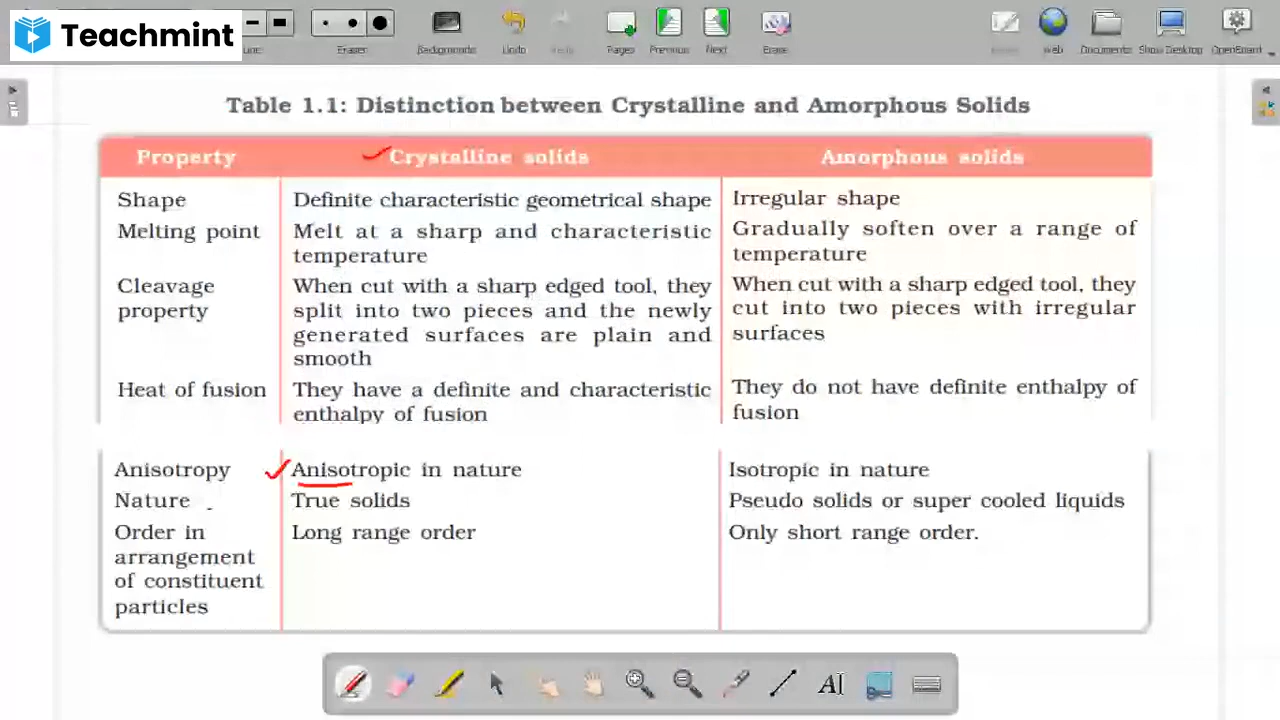 Teachmint
Eraser
Backgrounds
Undo
Pages
Previous
Next
Erase
Web
Documents
Show Desktop
OpenBoard
Table 1.1: Distinction between Crystalline and Amorphous Solids
Property
Crystalline solids
Amorphous solids
Shape
Definite characteristic geometrical shape
Irregular shape
Melting point
Melt at a sharp and characteristic
temperature
Gradually soften over a range of
temperature
Cleavage
property
When cut with a sharp edged tool, they
split into two pieces and the newly
generated surfaces are plain and
smooth
When cut with a sharp edged tool, they
cut into two pieces with irregular
surfaces
Heat of fusion
They have a definite and characteristic
enthalpy of fusion
They do not have definite enthalpy of
fusion
Anisotropy
Anisotropic in nature
Isotropic in nature
Nature
True solids
Pseudo solids or super cooled liquids
Order in
arrangement
of constituent
particles
Long range order
Only short range order.
AI